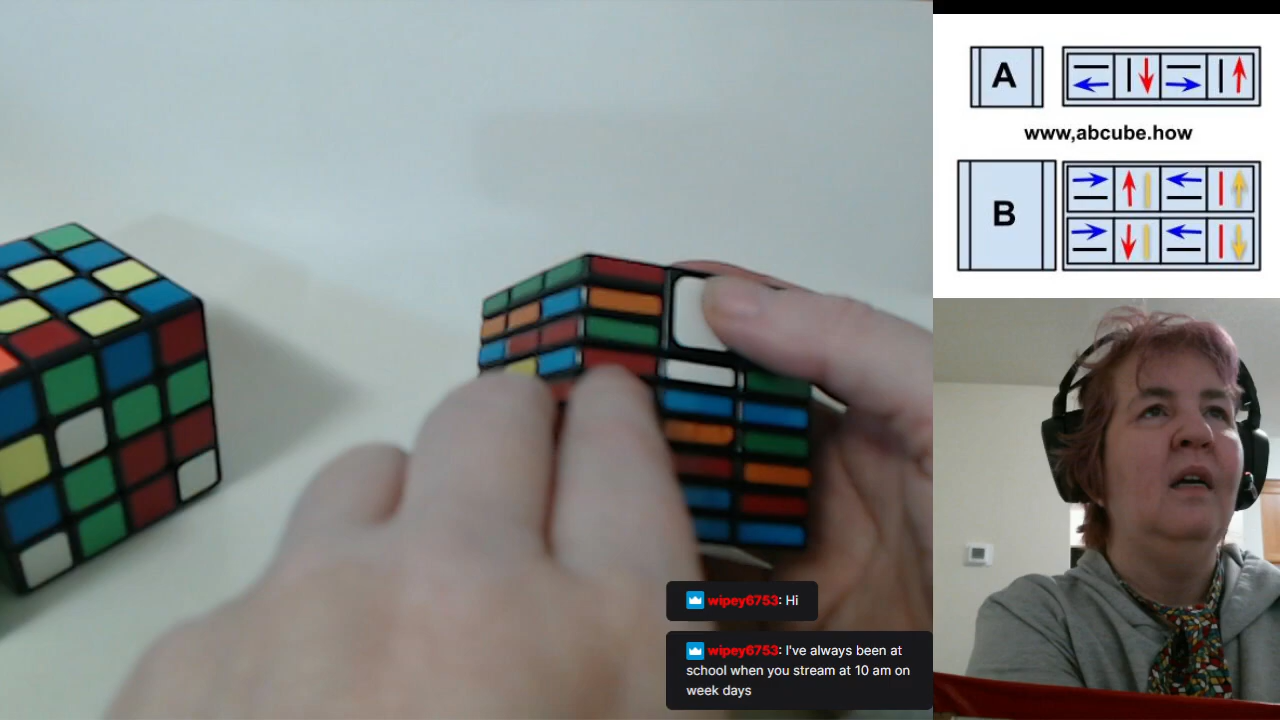 A
www,abcube.how
B
wipey6753: Hi
wipey6753: I've always been at
school when you stream at 10 am on
week days